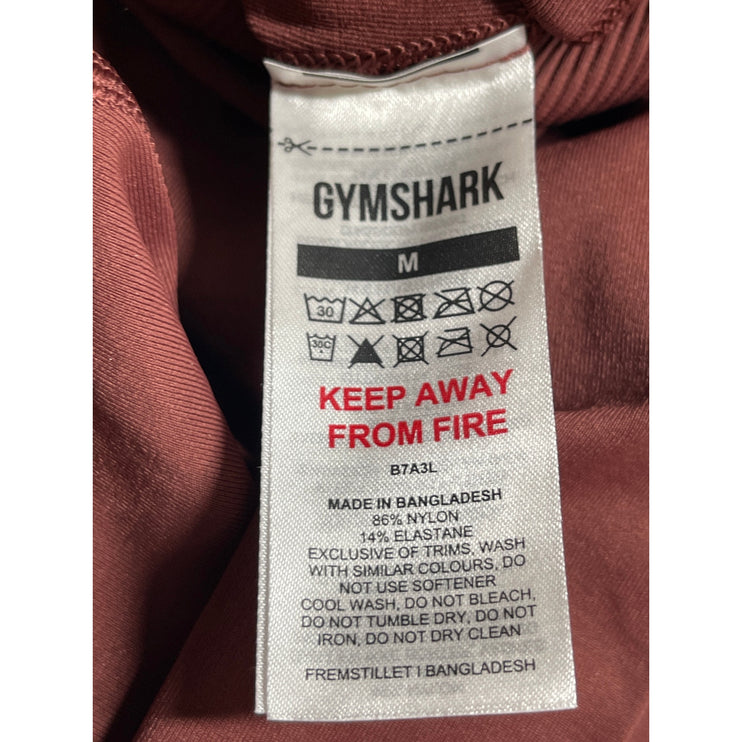 GYMSHARK
M
30
30C
KEEP AWAY
FROM FIRE
B7A3L
MADE IN BANGLADESH
86% NYLON
14% ELASTANE
EXCLUSIVE OF TRIMS, WASH
WITH SIMILAR COLOURS, DO
NOT USE SOFTENER
COOL WASH, DO NOT BLEACH,
DO NOT TUMBLE DRY, DO NOT
IRON, DO NOT DRY CLEAN
FREMSTILLET I BANGLADESH